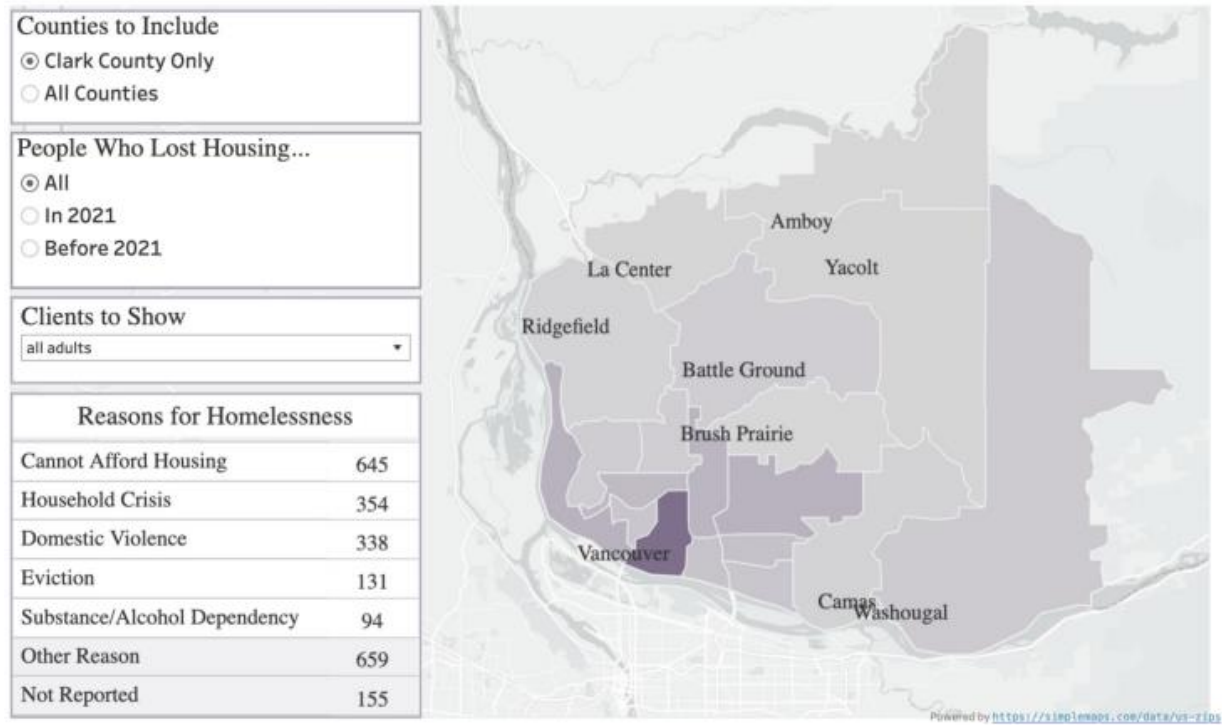 Counties to Include
Clark County Only
All Counties
People Who Lost Housing...
All
In 2021
Before 2021
Clients to Show
all adults
Reasons for Homelessness
Cannot Afford Housing 645
Household Crisis 354
Domestic Violence 338
Eviction 131
Substance/Alcohol Dependency 94
Other Reason 659
Not Reported 155
Amboy
La Center
Yacolt
Ridgefield
Battle Ground
Brush Prairie
Vancouver
Camas
Washougal
Powered by https://simplemaps.com/data/us-zips